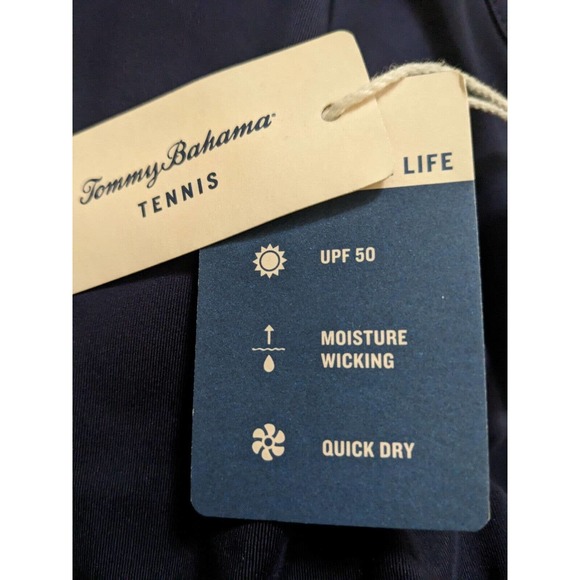 Tommy Bahama
TENNIS
LIFE
UPF 50
MOISTURE
WICKING
QUICK DRY